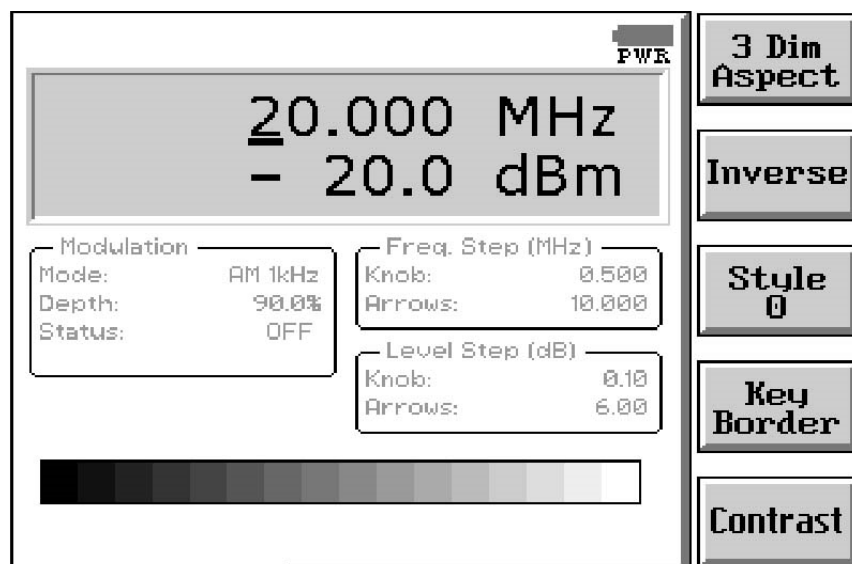 PWR
20.000 MHz
- 20.0 dBm
Modulation
Mode: AM 1kHz
Depth: 90.0%
Status: OFF
Freq. Step (MHz)
Knob: 0.500
Arrows: 10.000
Level Step (dB)
Knob: 0.10
Arrows: 6.00
3 Dim
Aspect
Inverse
Style
0
Key
Border
Contrast